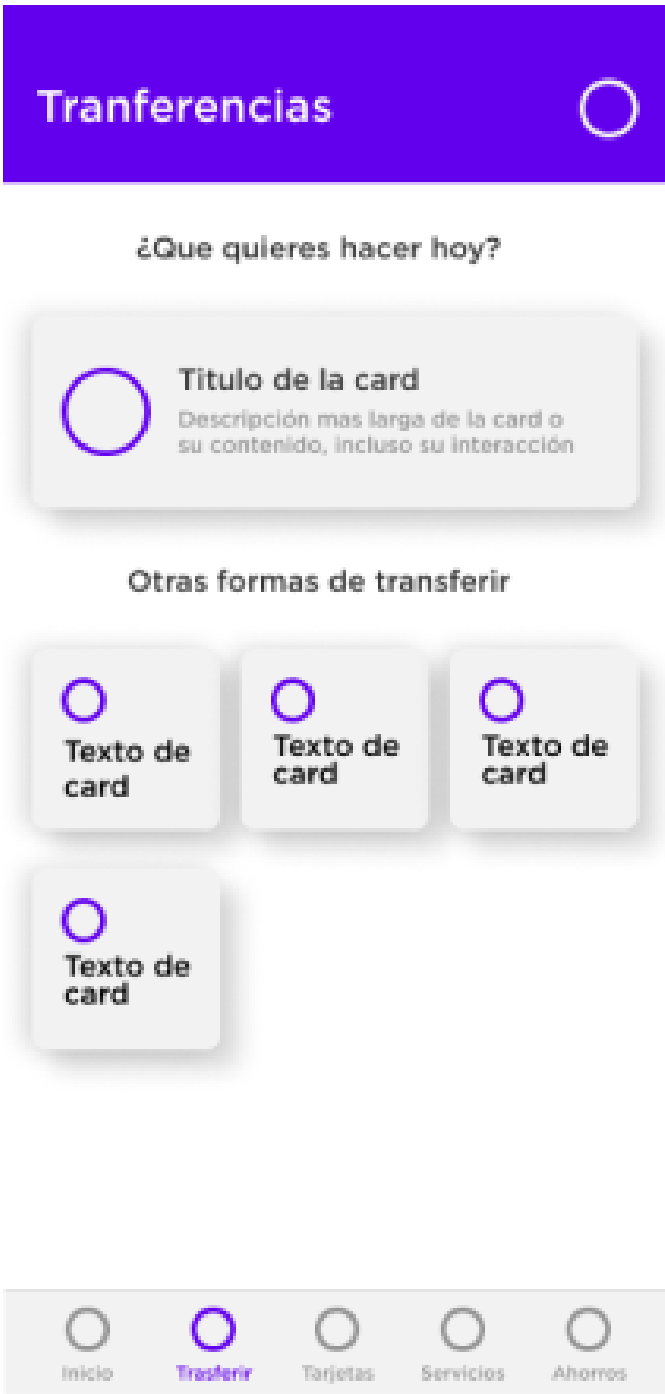 Tranferencias
¿Que quieres hacer hoy?
Titulo de la card
Descripción mas larga de la card o
su contenido, incluso su interacción
Otras formas de transferir
Texto de
card
Texto de
card
Texto de
card
Texto de
card
Inicio
Trasferir
Tarjetas
Servicios
Ahorros